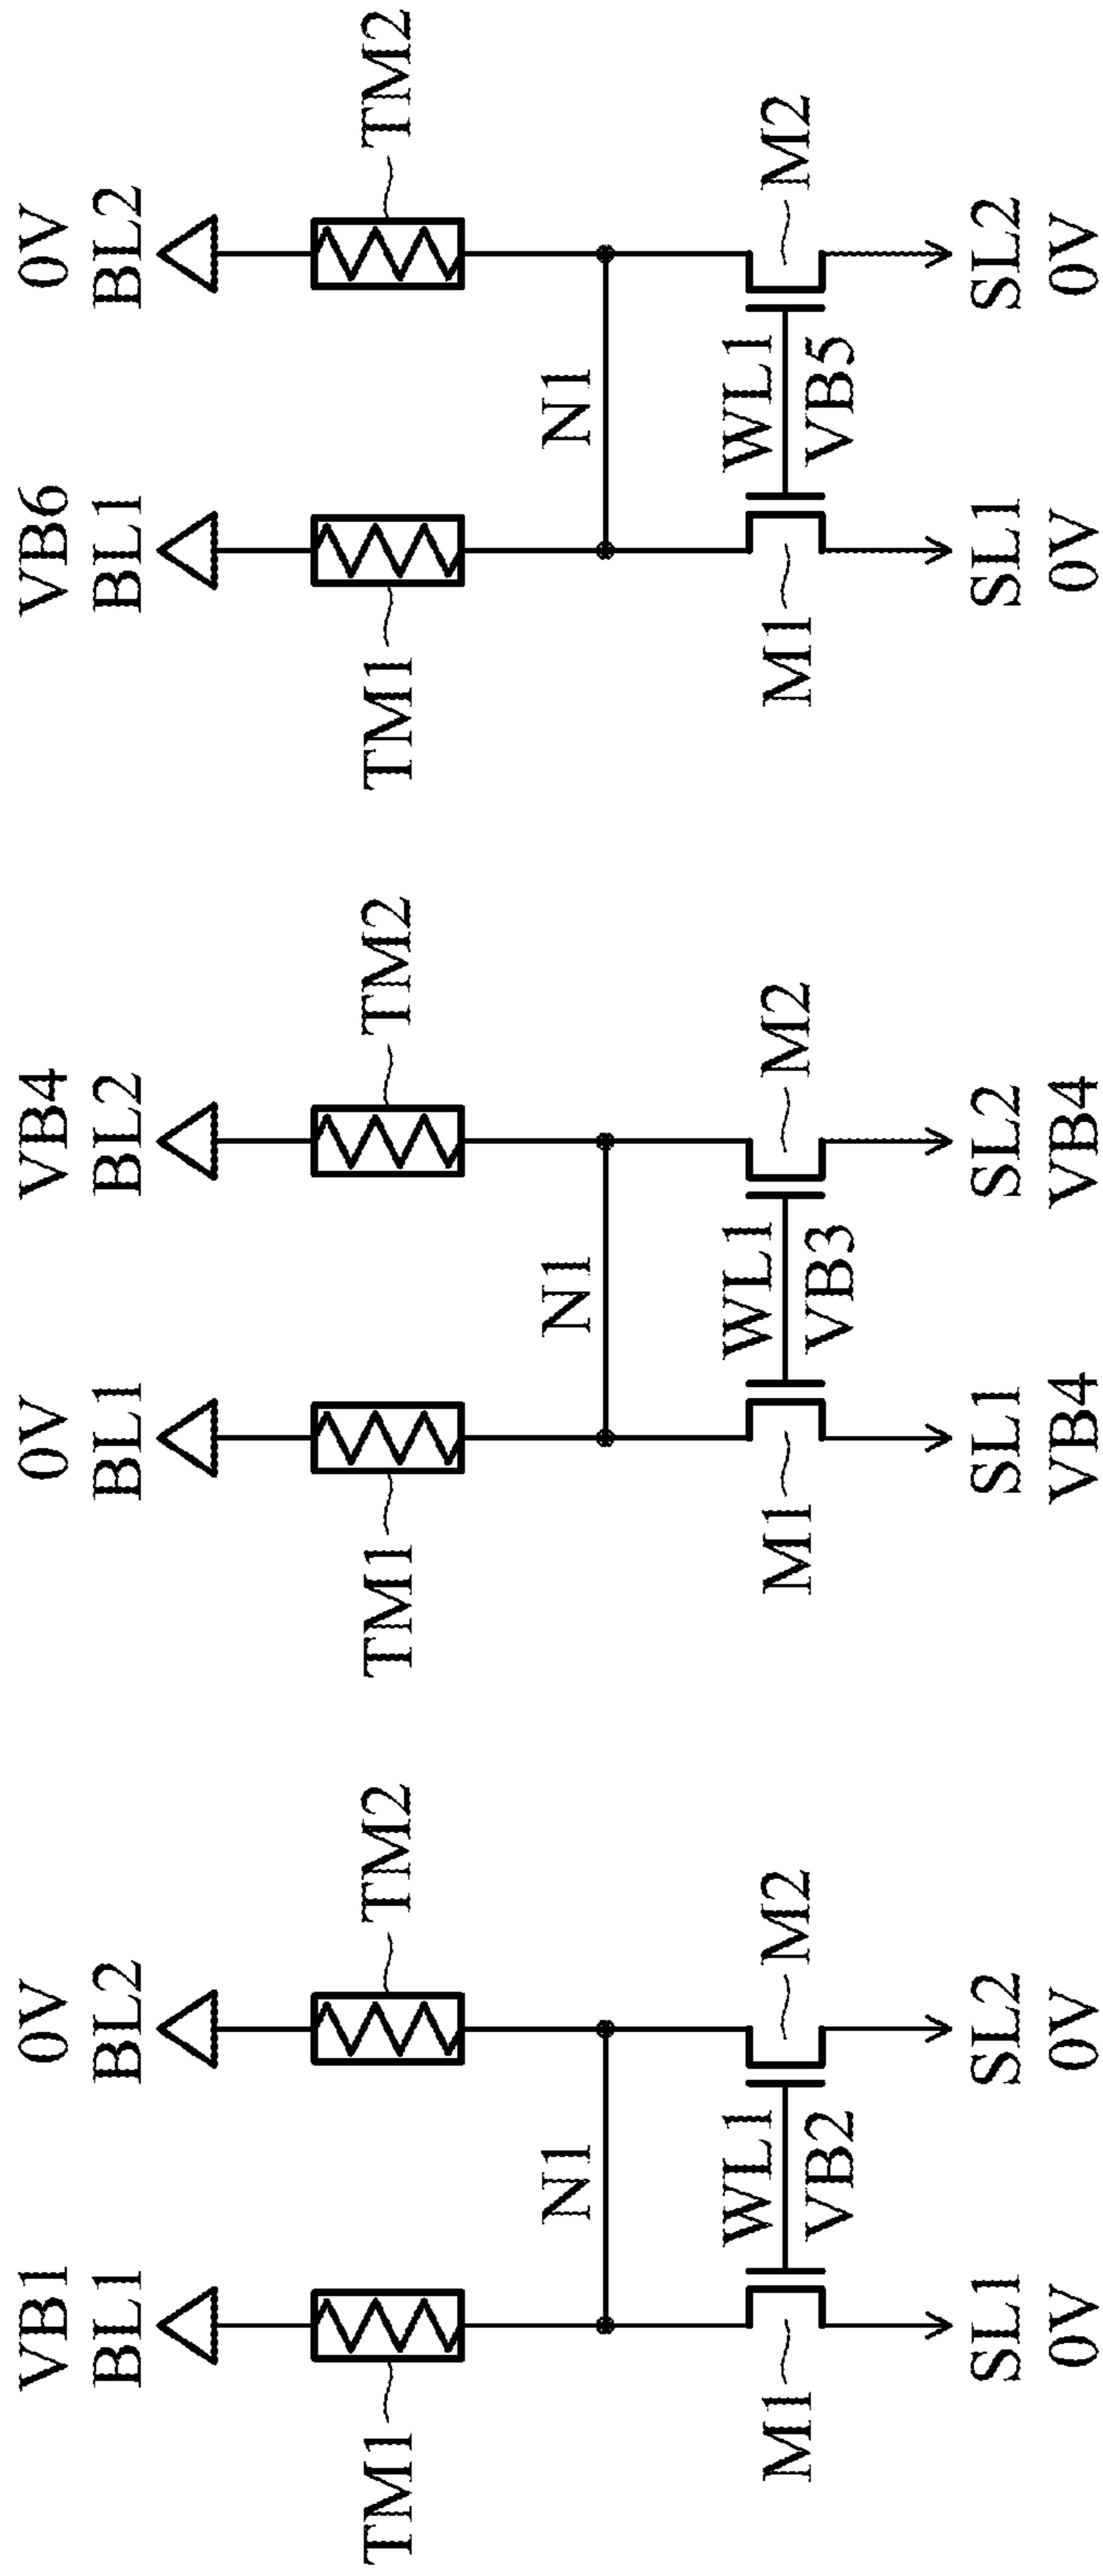 VB1 0V
BL1 BL2
TM1 TM2
N1
WL1
VB2
M1 M2
SL1 SL2
0V 0V
0V VB4
BL1 BL2
TM1 TM2
N1
WL1
VB3
M1 M2
SL1 SL2
VB4 VB4
VB6 0V
BL1 BL2
TM1 TM2
N1
WL1
VB5
M1 M2
SL1 SL2
0V 0V